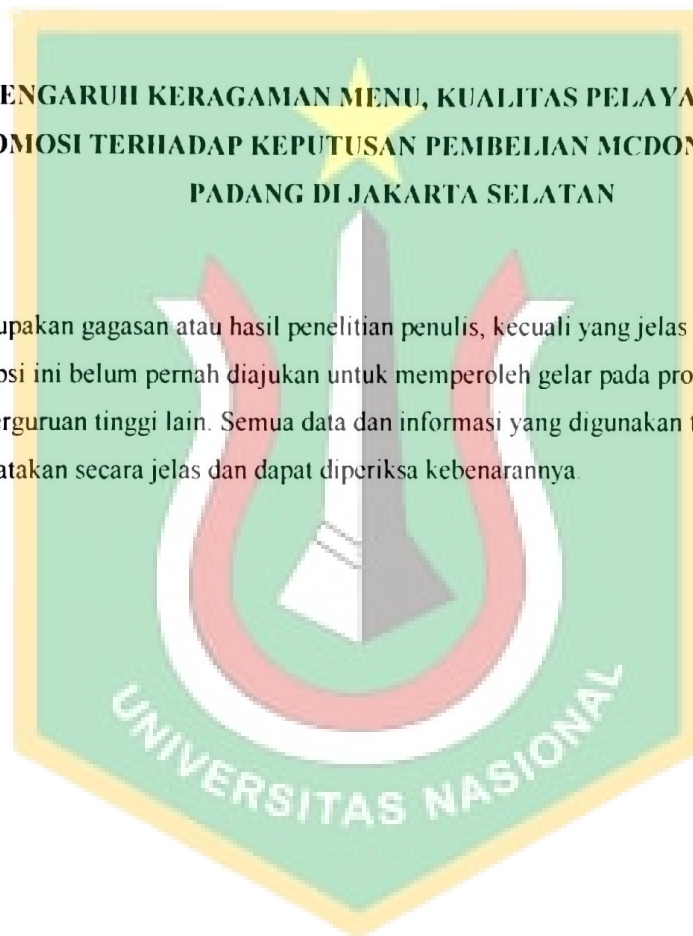 ENGARUH KERAGAMAN MENU, KUALITAS PELAYA
OMOSI TERHADAP KEPUTUSAN PEMBELIAN MCDON
PADANG DI JAKARTA SELATAN
upakan gagasan atau hasil penelitian penulis, kecuali yang jelas
psi ini belum pernah diajukan untuk memperoleh gelar pada pro
erguruan tinggi lain. Semua data dan informasi yang digunakan t
atakan secara jelas dan dapat diperiksa kebenarannya.
UNIVERSITAS NASIONAL